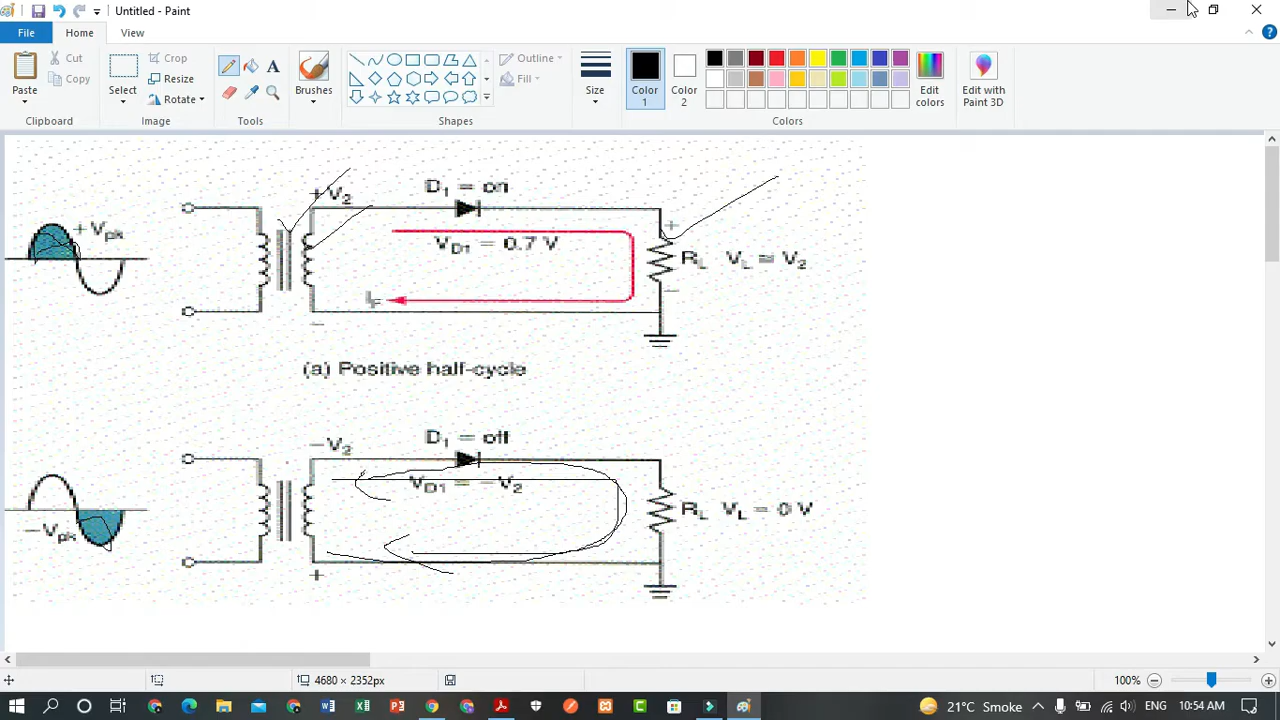 Untitled - Paint
File Home View
Cut
Copy
Paste
Clipboard
Crop
Resize
Rotate
Select
Image
Tools
Brushes
Outline
Fill
Shapes
Size
Color 1
Color 2
Edit colors
Colors
Edit with Paint 3D
+Vpk
+ V2
D1 = on
VD1 = 0.7 V
IF
+
RL VL = V2
−
−
(a) Positive half-cycle
−V2
D1 = off
VD1 = −V2
−Vpk
RL VL = 0 V
+
4680 × 2352px
100%
21°C Smoke
ENG
10:54 AM